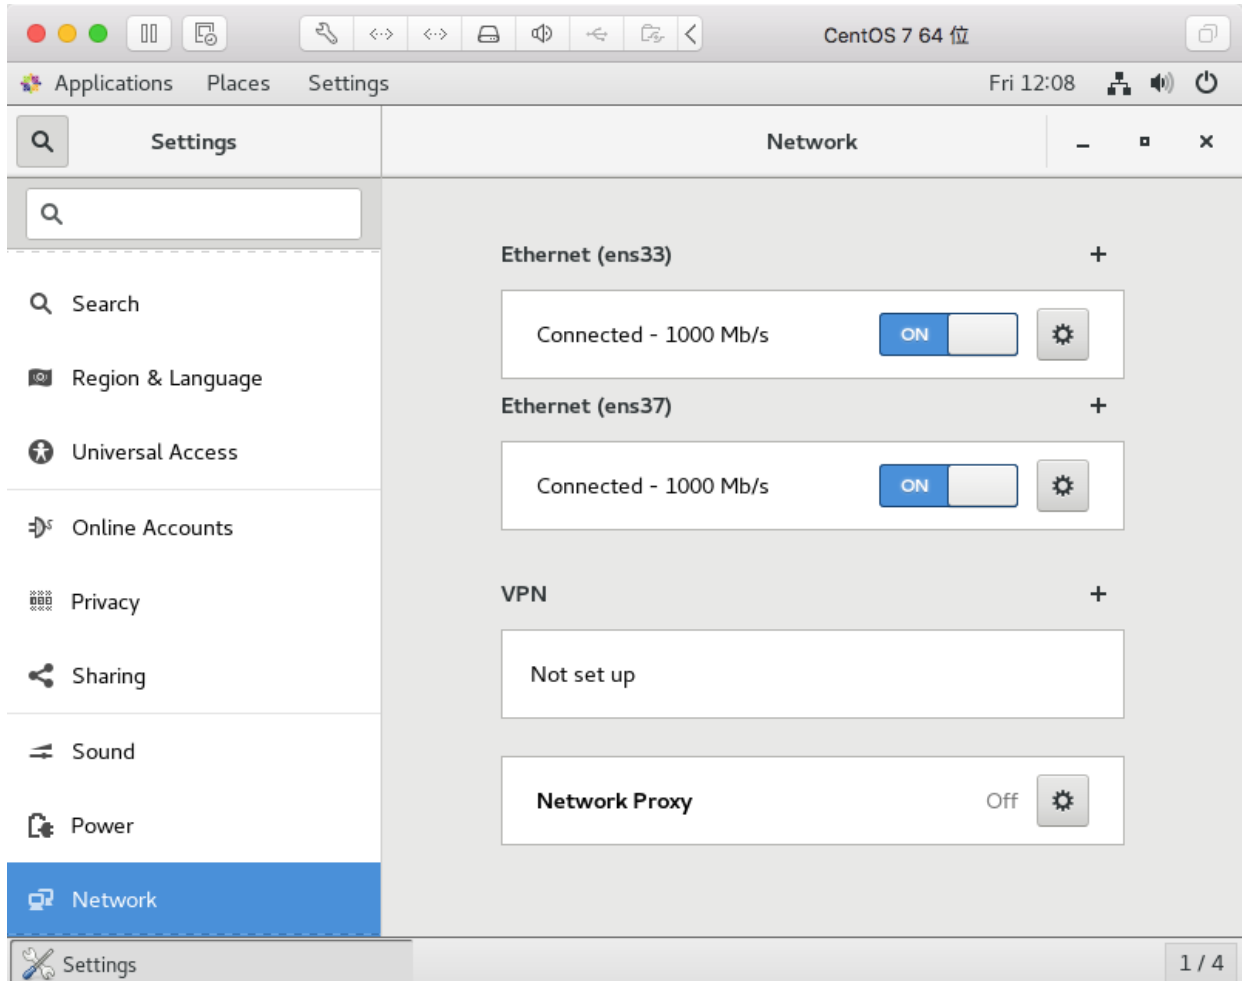 CentOS 7 64 位
Applications Places Settings Fri 12:08
Settings Network
Ethernet (ens33)
Search
Connected - 1000 Mb/s ON
Region & Language
Ethernet (ens37)
Universal Access
Connected - 1000 Mb/s ON
Online Accounts
VPN
Privacy
Not set up
Sharing
Sound
Network Proxy Off
Power
Network
Settings 1 / 4